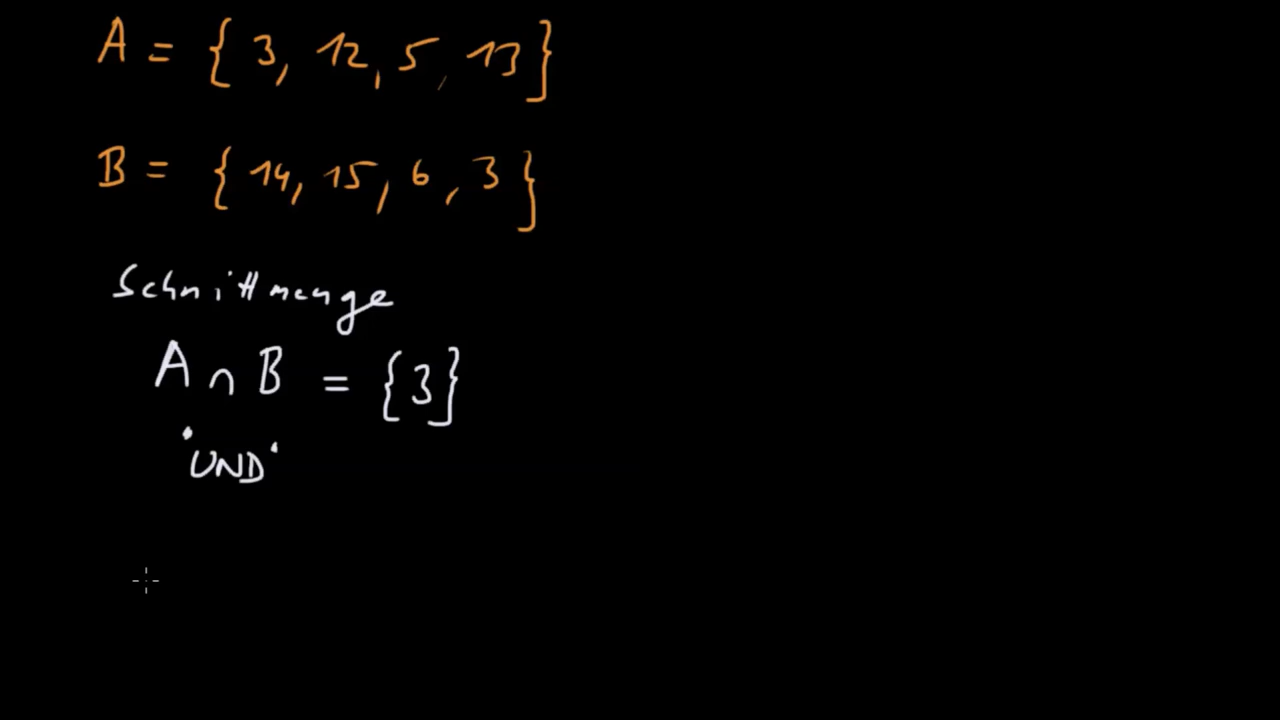 A = { 3, 12, 5, 13 }
B = { 14, 15, 6, 3 }
Schnittmenge
A ∩ B = {3}
'UND'